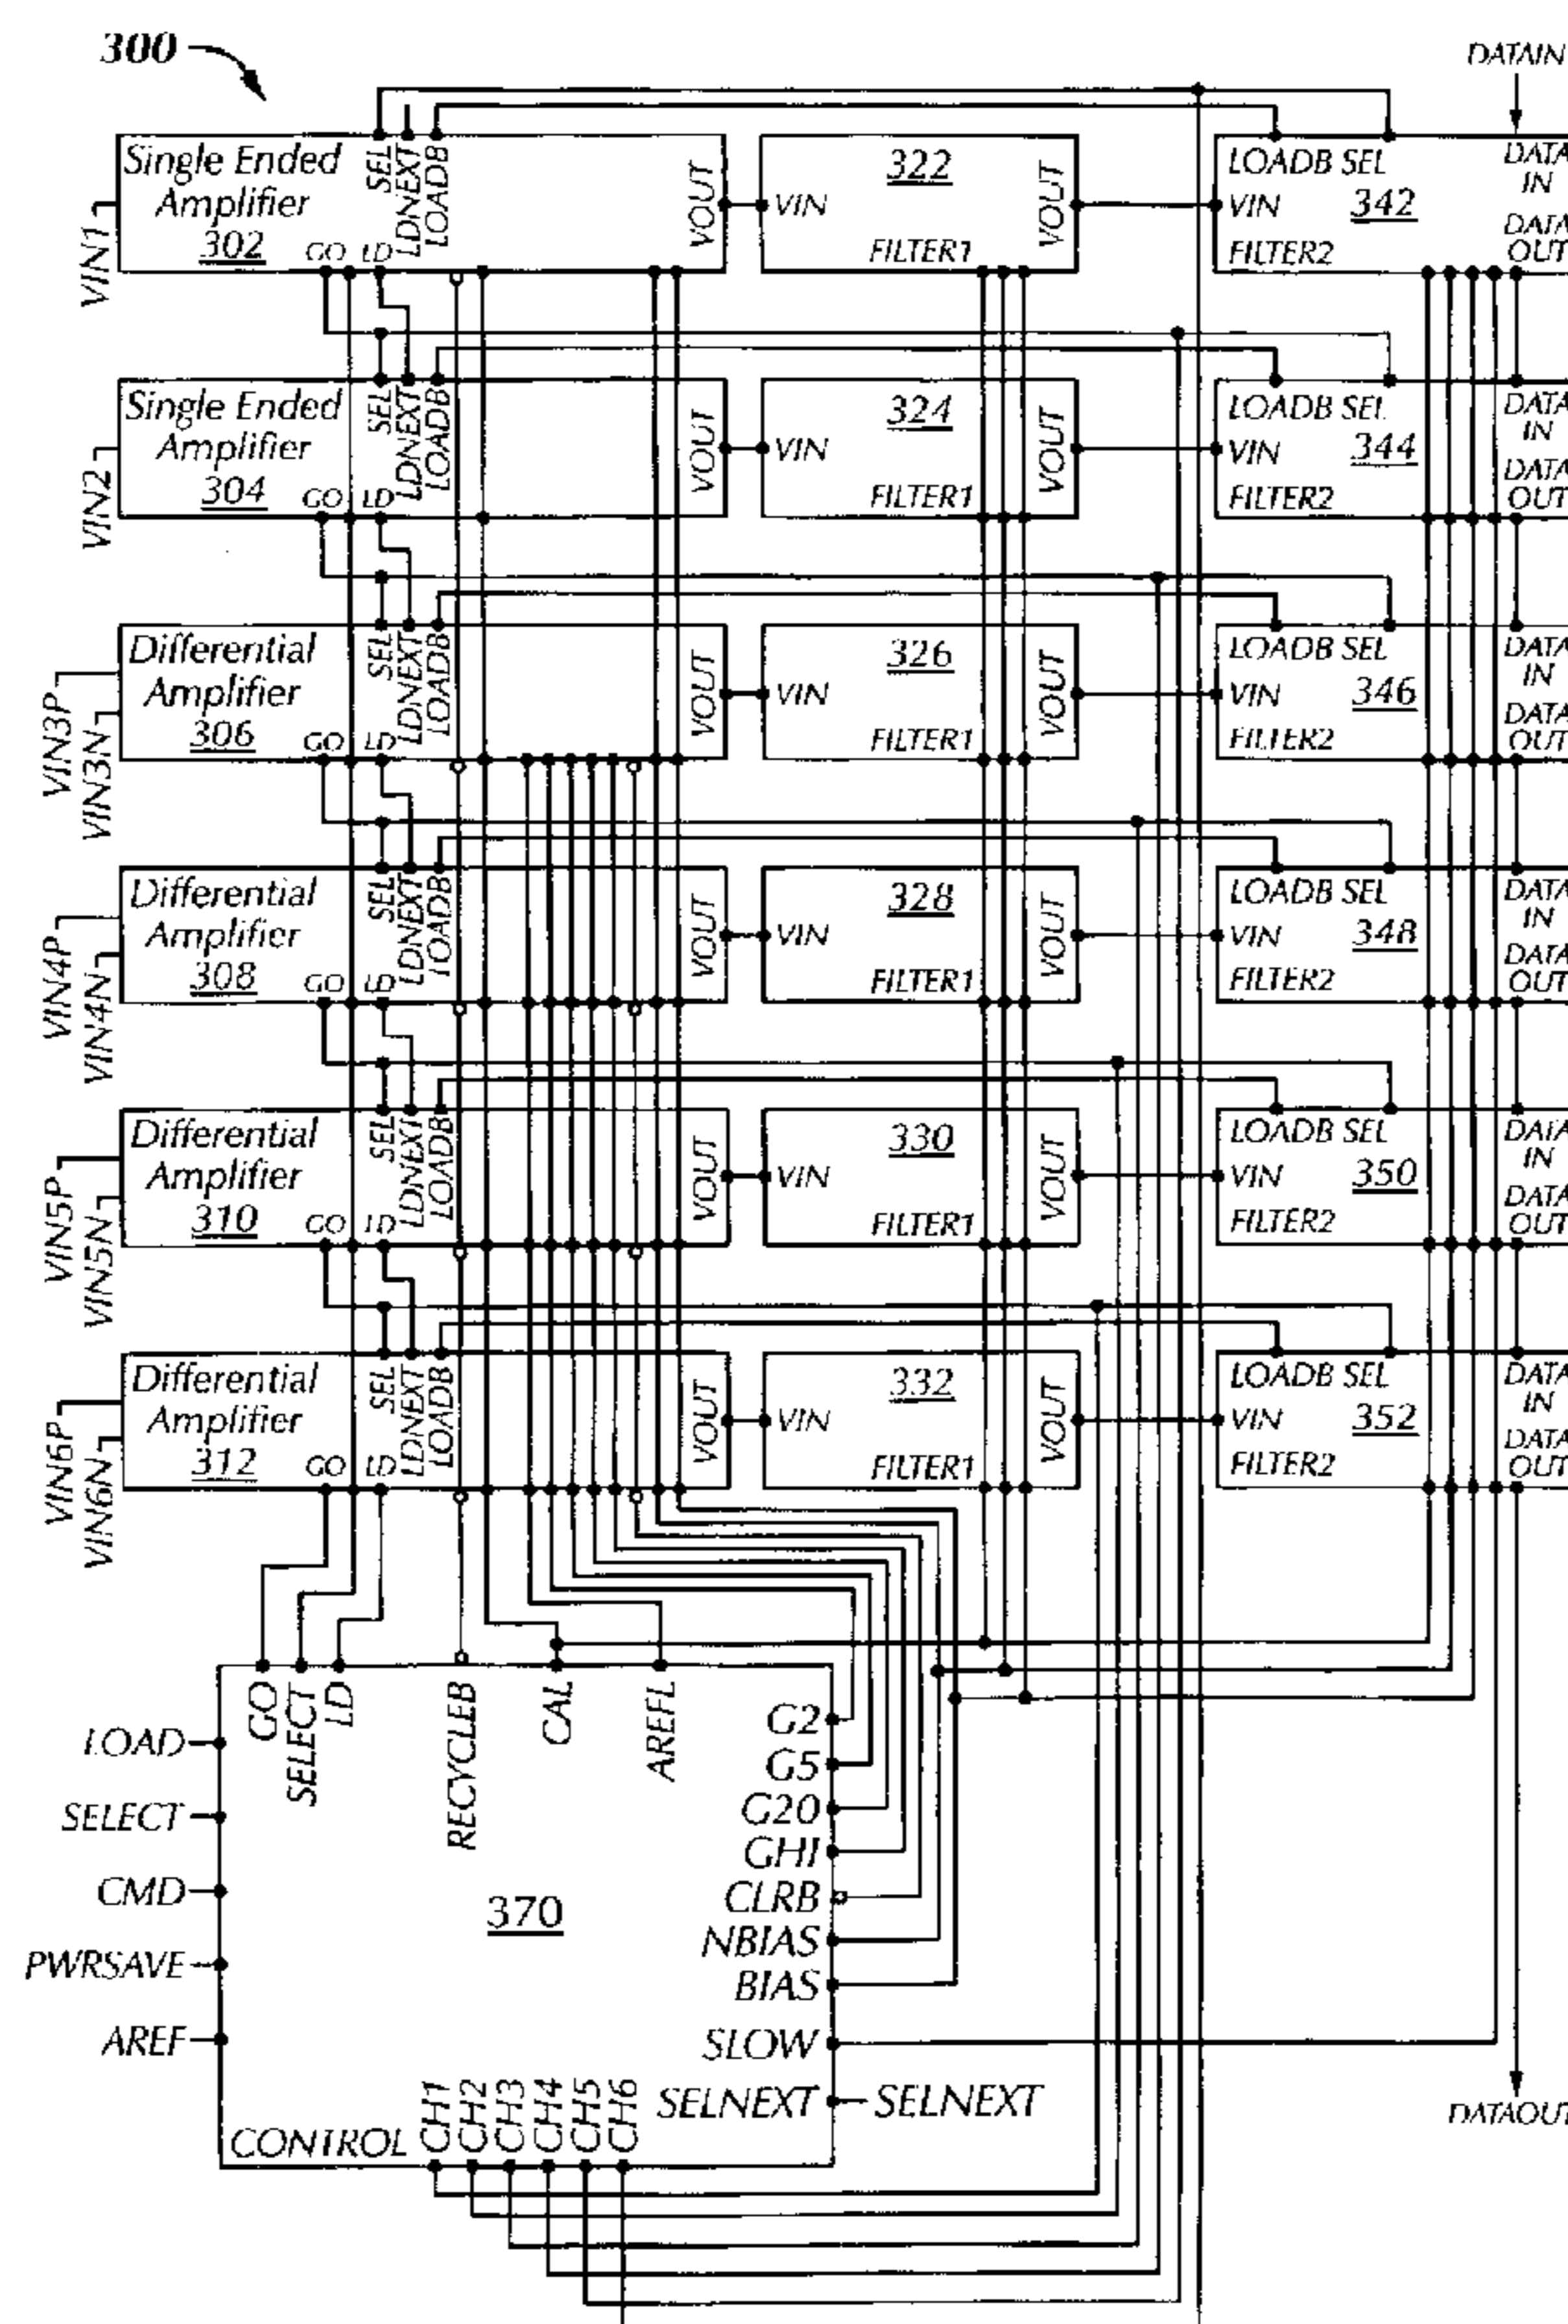 300
DATAIN
Single Ended
Amplifier
302
SEL
LDNEXT
LOADB
GO LD
VOUT
VIN1
322
VIN
FILTER1
VOUT
LOADB SEL
342
VIN
FILTER2
DATA
IN
DATA
OUT
Single Ended
Amplifier
304
SEL
LDNEXT
LOADB
GO LD
VOUT
VIN2
324
VIN
FILTER1
VOUT
LOADB SEL
344
VIN
FILTER2
DATA
IN
DATA
OUT
Differential
Amplifier
306
SEL
LDNEXT
LOADB
GO LD
VOUT
VIN3P
VIN3N
326
VIN
FILTER1
VOUT
LOADB SEL
346
VIN
FILTER2
DATA
IN
DATA
OUT
Differential
Amplifier
308
SEL
LDNEXT
LOADB
GO LD
VOUT
VIN4P
VIN4N
328
VIN
FILTER1
VOUT
LOADB SEL
348
VIN
FILTER2
DATA
IN
DATA
OUT
Differential
Amplifier
310
SEL
LDNEXT
LOADB
GO LD
VOUT
VIN5P
VIN5N
330
VIN
FILTER1
VOUT
LOADB SEL
350
VIN
FILTER2
DATA
IN
DATA
OUT
Differential
Amplifier
312
SEL
LDNEXT
LOADB
GO LD
VOUT
VIN6P
VIN6N
332
VIN
FILTER1
VOUT
LOADB SEL
352
VIN
FILTER2
DATA
IN
DATA
OUT
GO
SELECT
LD
RECYCLEB
CAL
AREFL
LOAD
SELECT
CMD
PWRSAVE
AREF
370
G2
G5
G20
GHI
CLRB
NBIAS
BIAS
SLOW
SELNEXT
SELNEXT
CONTROL
CH1
CH2
CH3
CH4
CH5
CH6
DATAOUT